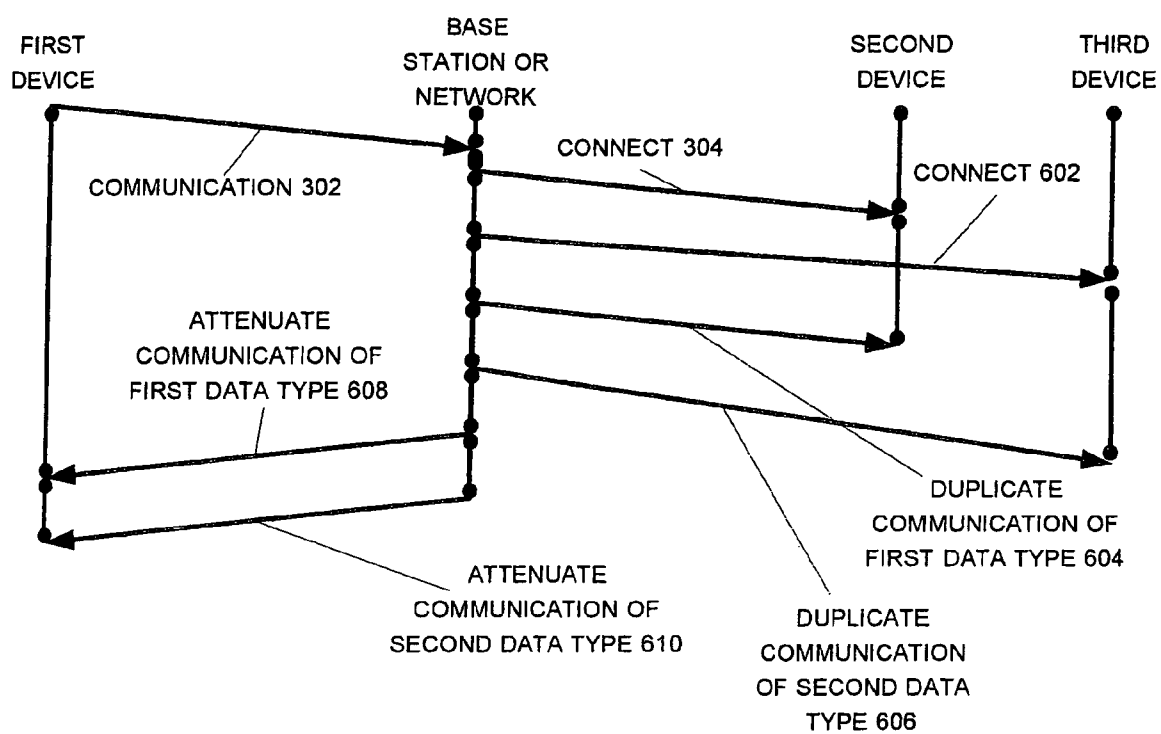 FIRST
DEVICE
BASE
STATION OR
NETWORK
SECOND
DEVICE
THIRD
DEVICE
COMMUNICATION 302
CONNECT 304
CONNECT 602
ATTENUATE
COMMUNICATION OF
FIRST DATA TYPE 608
DUPLICATE
COMMUNICATION OF
FIRST DATA TYPE 604
ATTENUATE
COMMUNICATION OF
SECOND DATA TYPE 610
DUPLICATE
COMMUNICATION
OF SECOND DATA
TYPE 606